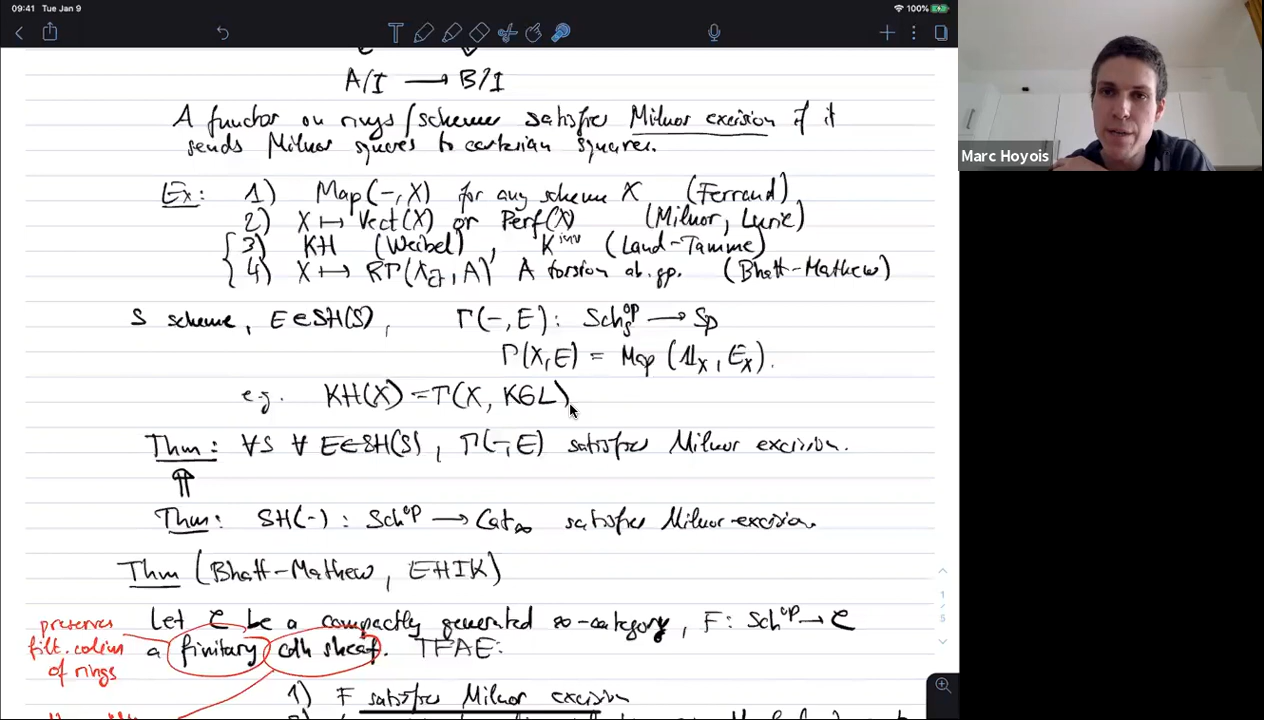 09:41 Tue Jan 9
100%
A/I ⟶ B/I
A functor on rings/schemes satisfies Milnor excision if it
sends Milnor squares to cartesian squares.
Ex: 1) Map(-, X) for any scheme X (Ferrand)
2) X ↦ Vect(X) or Perf(X) (Milnor, Lurie)
3) KH (Weibel), K^inv (Land-Tamme)
4) X ↦ RΓ(X_ét, A), A torsion ab. gp. (Bhatt-Mathew)
S scheme, E∈SH(S), Γ(-, E): Sch_S^op ⟶ Sp
Γ(X, E) = Map(𝟙_X, E_X).
e.g. KH(X) = Γ(X, KGL)
Thm: ∀S ∀ E∈SH(S), Γ(-, E) satisfies Milnor excision.
⇑
Thm: SH(-): Sch^op ⟶ Cat_∞ satisfies Milnor excision.
Thm (Bhatt-Mathew, EHIK)
Let C be a compactly generated ∞-category, F: Sch^op → C
a finitary cdh sheaf. TFAE:
preserves
filt. colim
of rings
1) F satisfies Milnor excision
Marc Hoyois
1
5